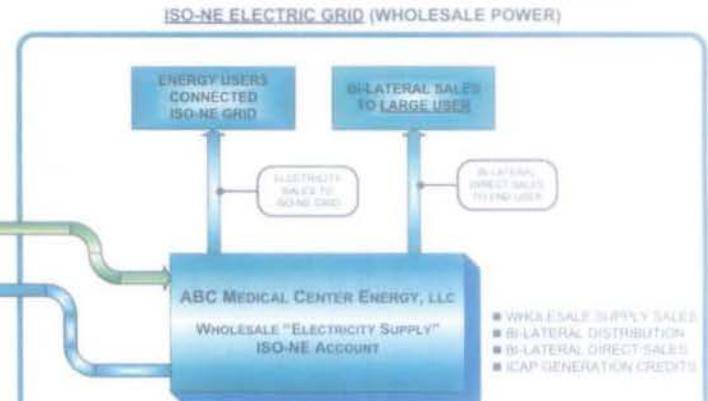 ISO-NE ELECTRIC GRID (WHOLESALE POWER)
ENERGY USERS
CONNECTED
ISO-NE GRID
BI-LATERAL SALES
TO LARGE USER
ELECTRICITY
SALES TO
ISO-NE GRID
BI-LATERAL
DIRECT SALES
TO END USER
ABC MEDICAL CENTER ENERGY, LLC
WHOLESALE "ELECTRICITY SUPPLY"
ISO-NE ACCOUNT
■ WHOLESALE SUPPLY SALES
■ BI-LATERAL DISTRIBUTION
■ BI-LATERAL DIRECT SALES
■ ICAP GENERATION CREDITS